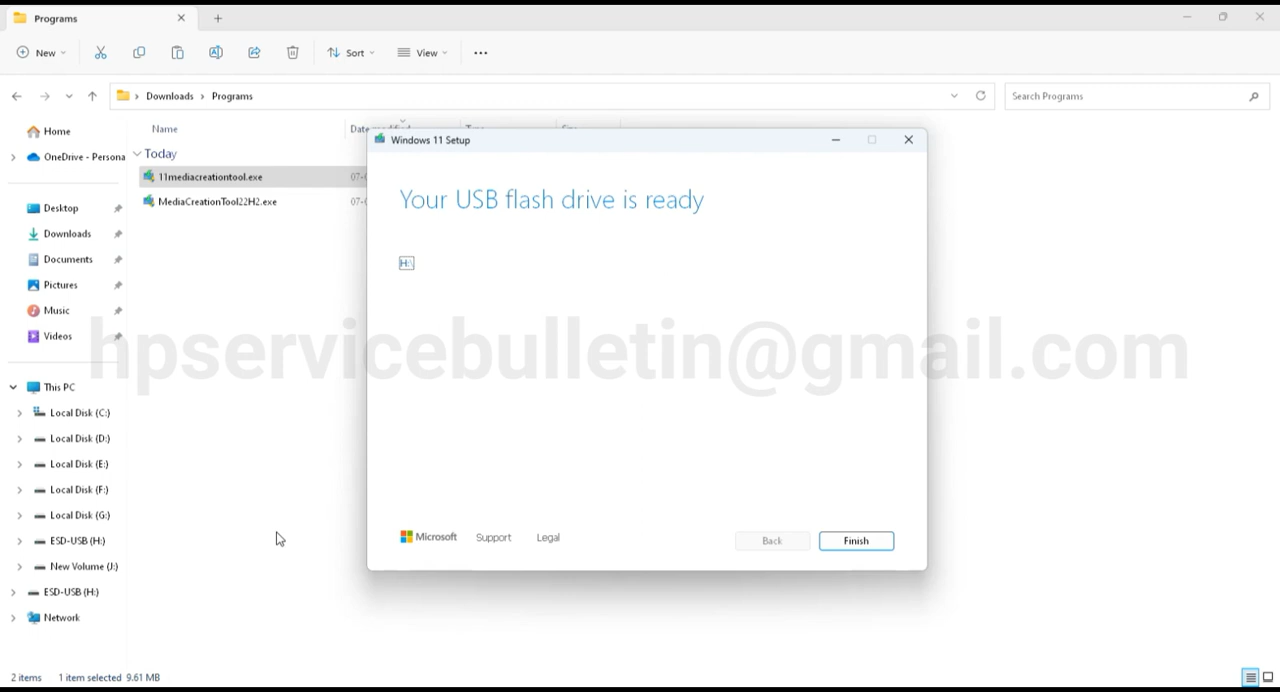 Programs
New
Sort
View
Downloads
Programs
Search Programs
Home
OneDrive - Persona
Desktop
Downloads
Documents
Pictures
Music
Videos
This PC
Local Disk (C:)
Local Disk (D:)
Local Disk (E:)
Local Disk (F:)
Local Disk (G:)
ESD-USB (H:)
New Volume (J:)
ESD-USB (H:)
Network
Name
Today
11mediacreationtool.exe
07-
MediaCreationTool22H2.exe
07-
Windows 11 Setup
Your USB flash drive is ready
H:\
Microsoft Support Legal
Back Finish
hpservicebulletin@gmail.com
2 items 1 item selected 9.61 MB